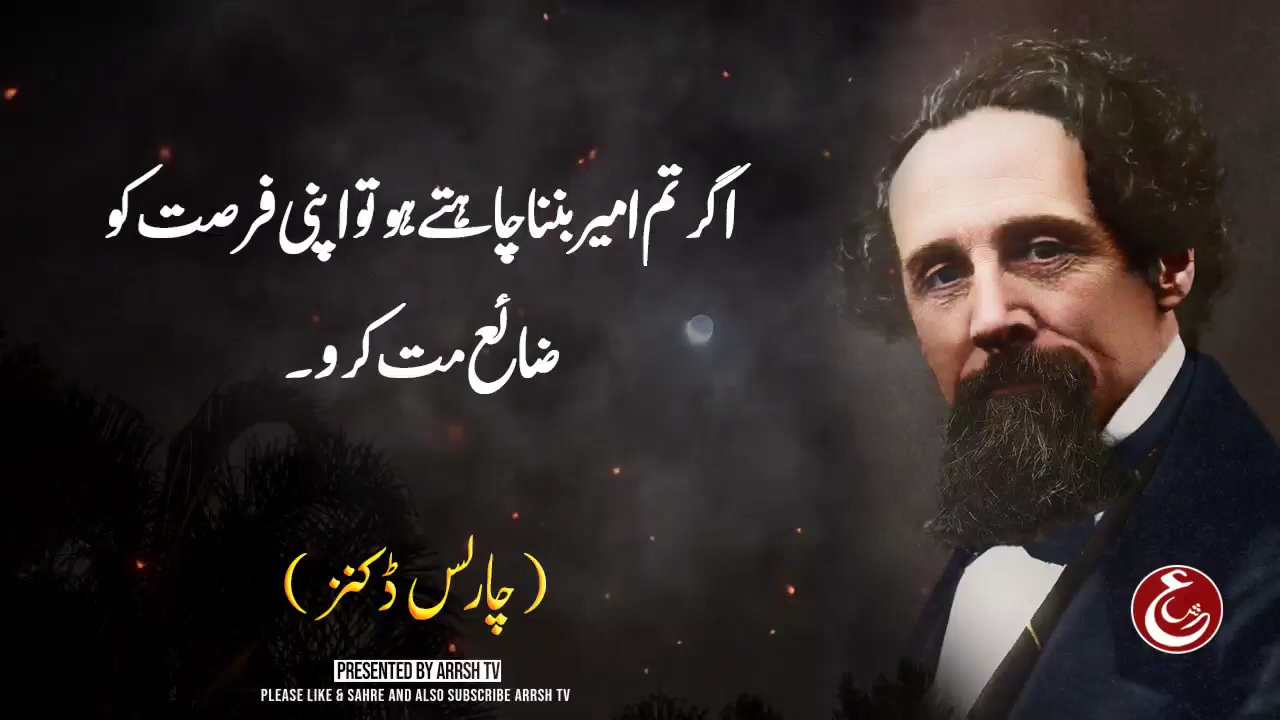 اگر تم امیر بننا چاہتے ہو تو اپنی فرصت کو
ضائع مت کرو۔
( چارلس ڈکنز )
PRESENTED BY ARRSH TV
PLEASE LIKE & SAHRE AND ALSO SUBSCRIBE ARRSH TV
عرش